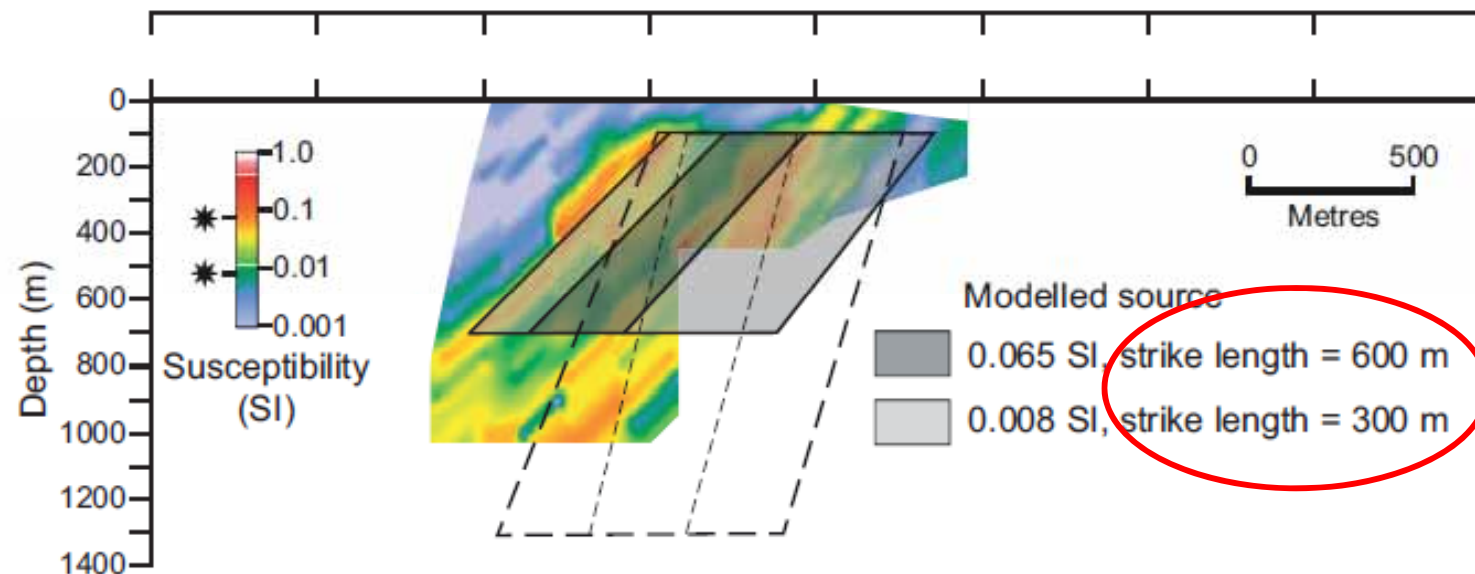 0
200
400
600
800
1000
1200
1400
Depth (m)
1.0
0.1
0.01
0.001
Susceptibility
(SI)
0 500
Metres
Modelled source
0.065 SI, strike length = 600 m
0.008 SI, strike length = 300 m